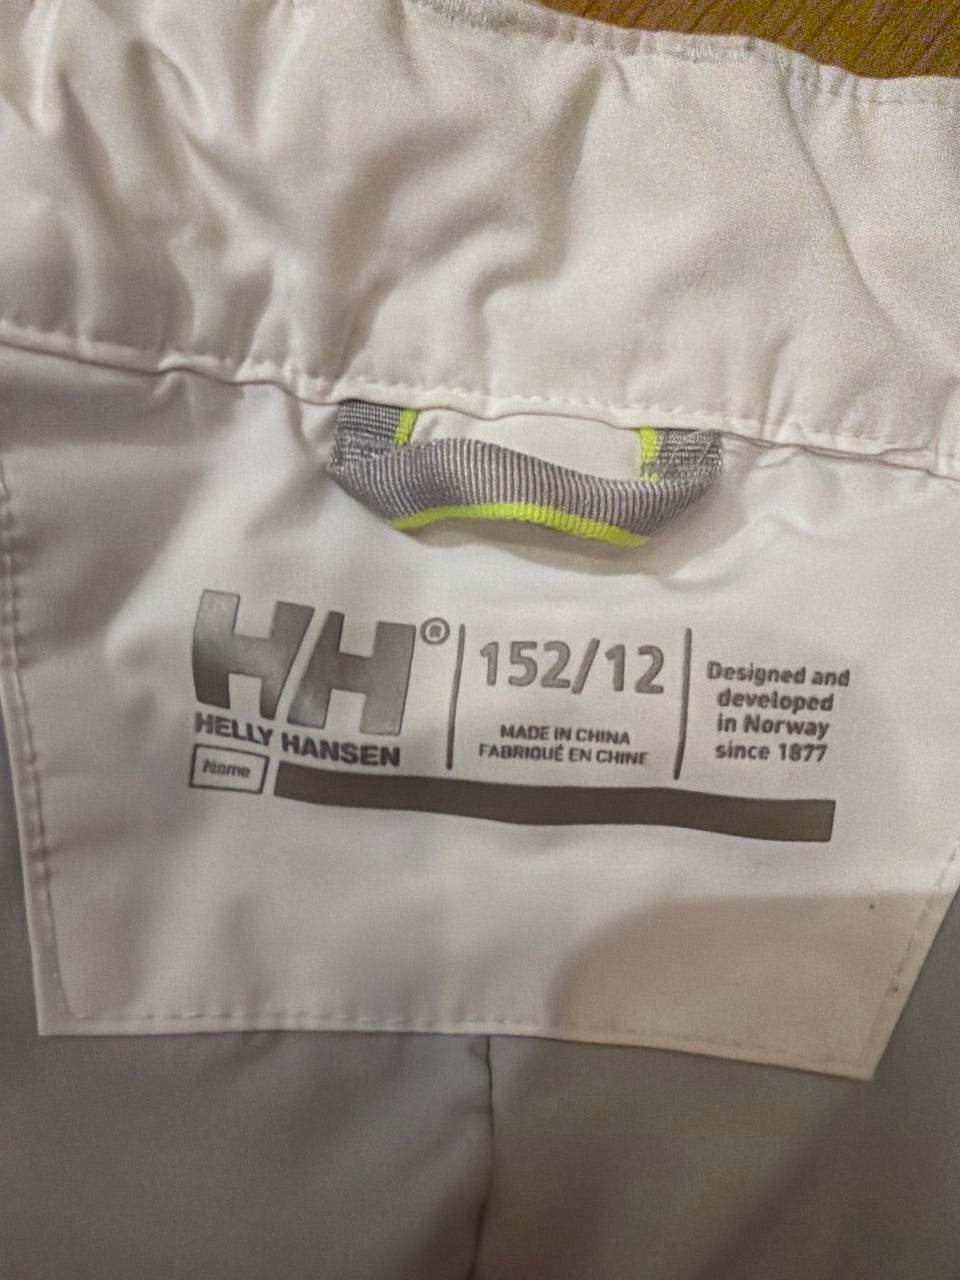 HH®
HELLY HANSEN
Name
152/12
MADE IN CHINA
FABRIQUÉ EN CHINE
Designed and
developed
in Norway
since 1877